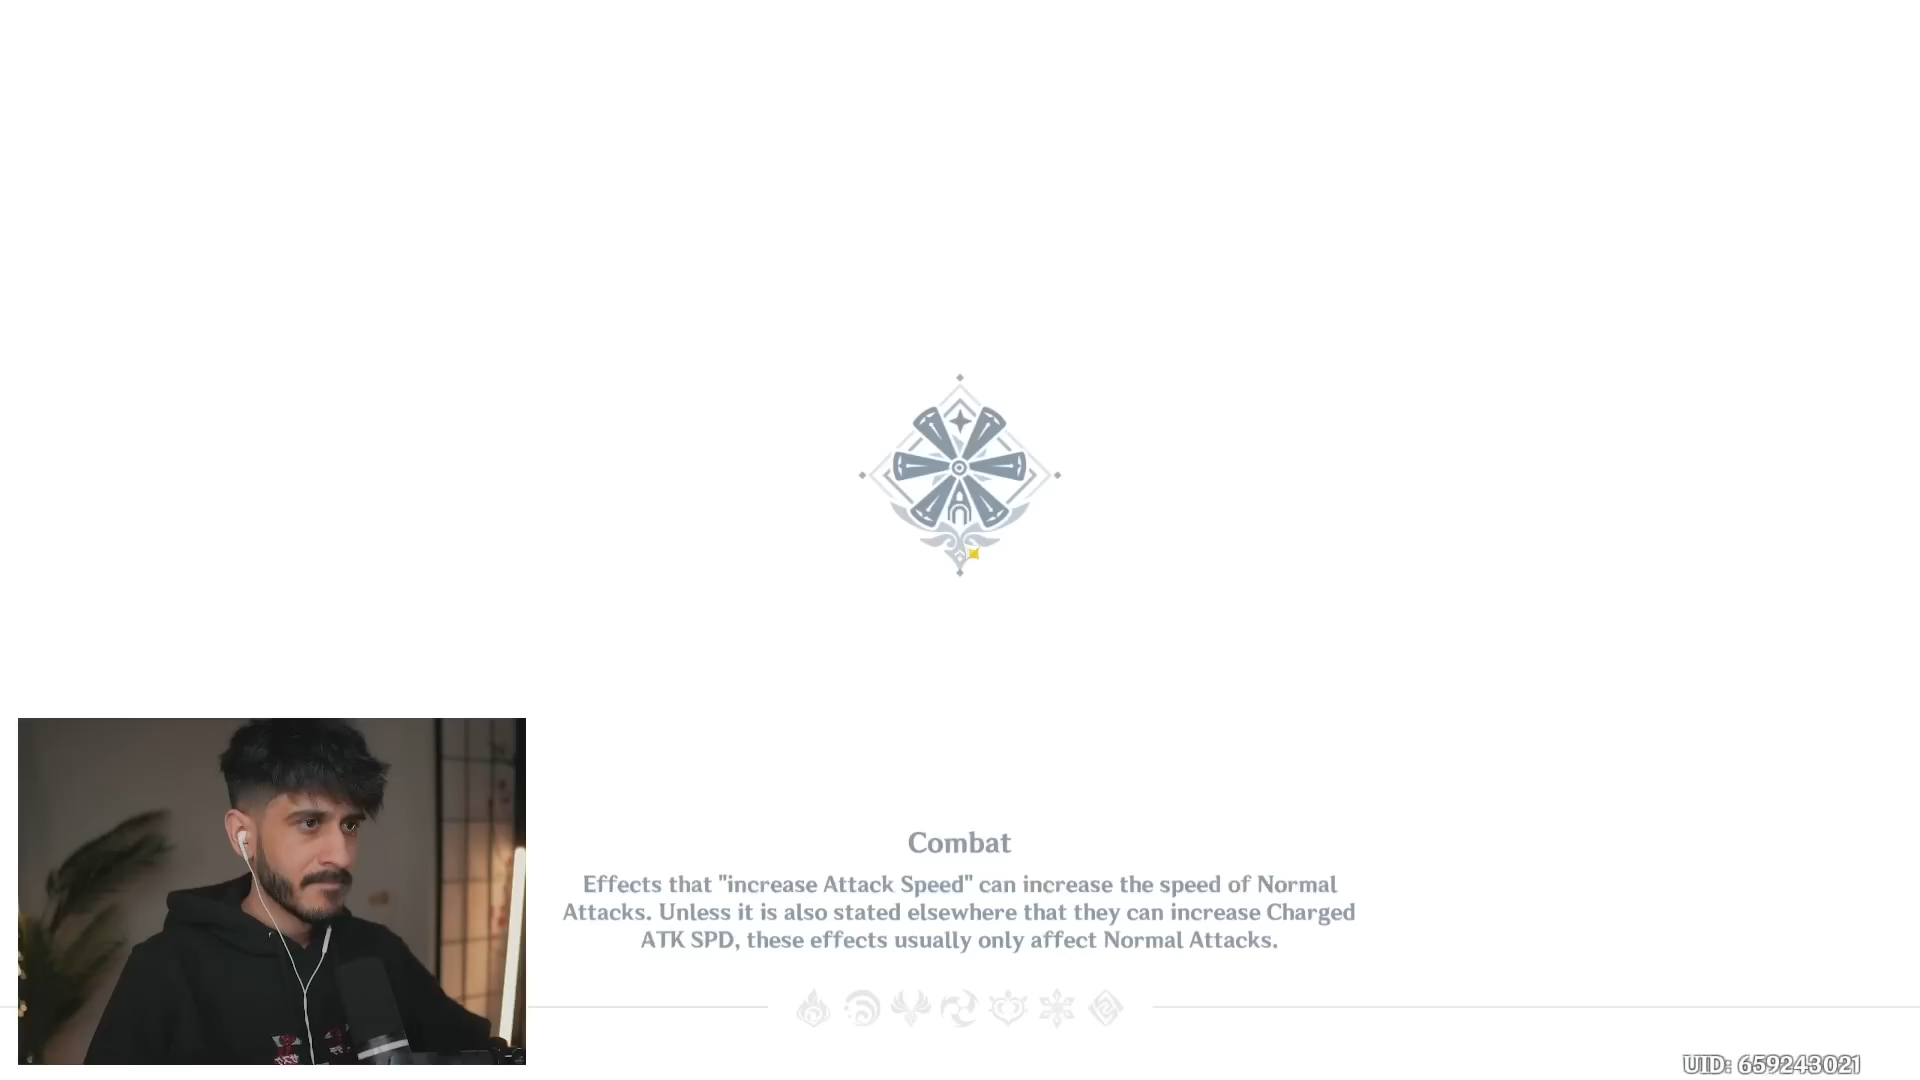 Combat
Effects that "increase Attack Speed" can increase the speed of Normal
Attacks. Unless it is also stated elsewhere that they can increase Charged
ATK SPD, these effects usually only affect Normal Attacks.
UID: 659243021